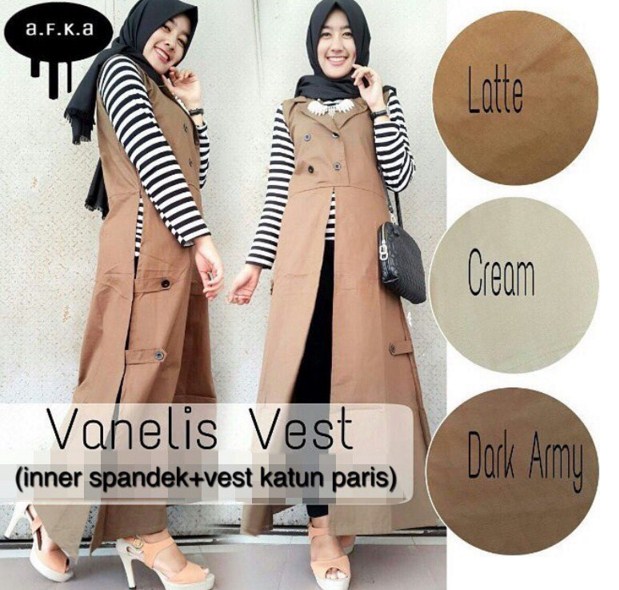 a.F.K.a
Latte
Cream
Dark Army
Vanelis Vest
(inner spandek+vest katun paris)